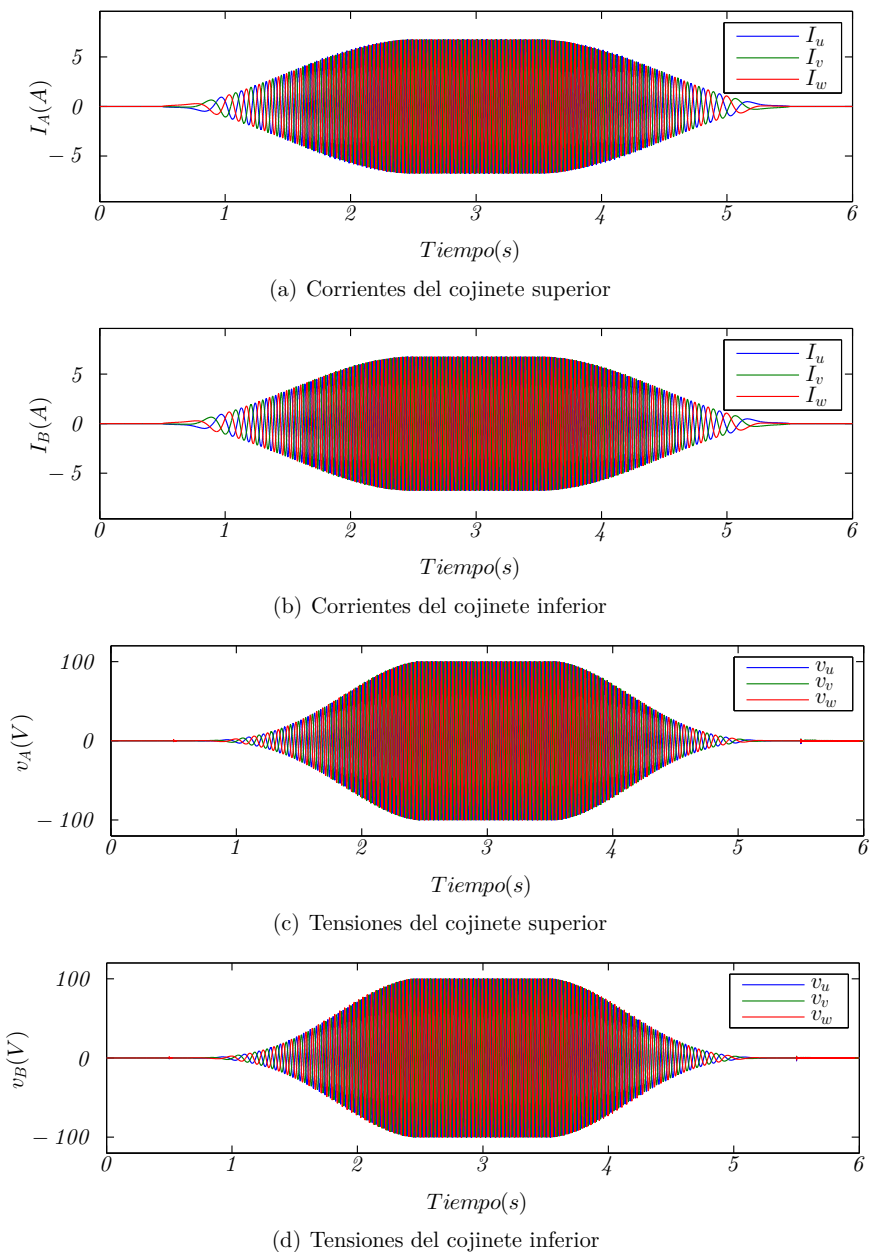 5
0
− 5
I_A(A)
I_u
I_v
I_w
0 1 2 3 4 5 6
Tiempo(s)
(a) Corrientes del cojinete superior
5
0
− 5
I_B(A)
I_u
I_v
I_w
0 1 2 3 4 5 6
Tiempo(s)
(b) Corrientes del cojinete inferior
100
0
− 100
v_A(V)
v_u
v_v
v_w
0 1 2 3 4 5 6
Tiempo(s)
(c) Tensiones del cojinete superior
100
0
− 100
v_B(V)
v_u
v_v
v_w
0 1 2 3 4 5 6
Tiempo(s)
(d) Tensiones del cojinete inferior